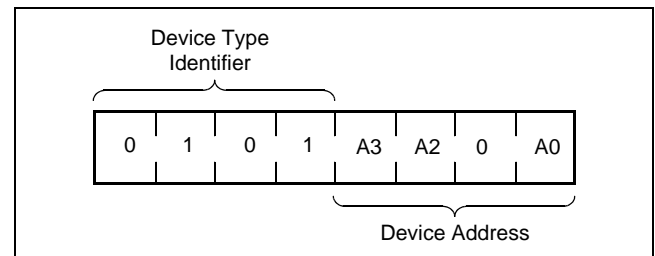 Device Type
Identifier
0 1 0 1 A3 A2 0 A0
Device Address